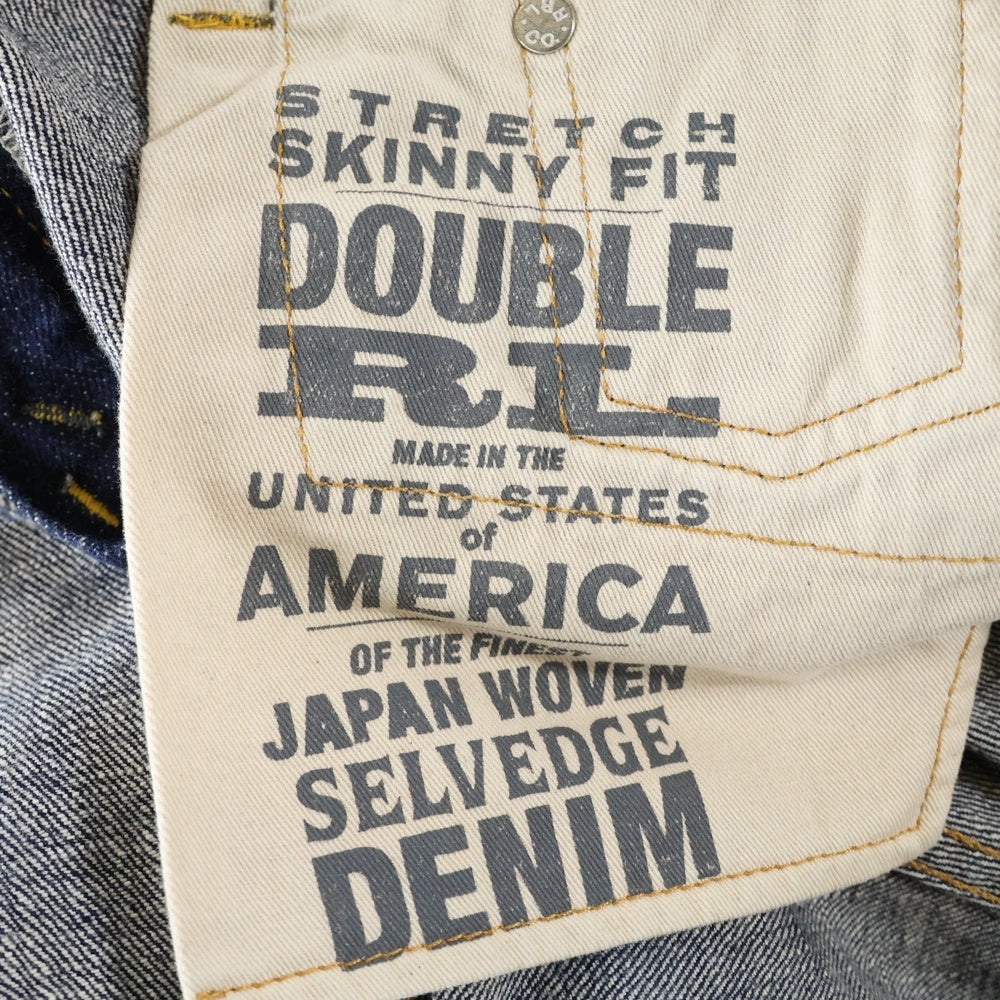 STRETCH
SKINNY FIT
DOUBLE
RL
MADE IN THE
UNITED STATES
of
AMERICA
OF THE FINEST
JAPAN WOVEN
SELVEDGE
DENIM